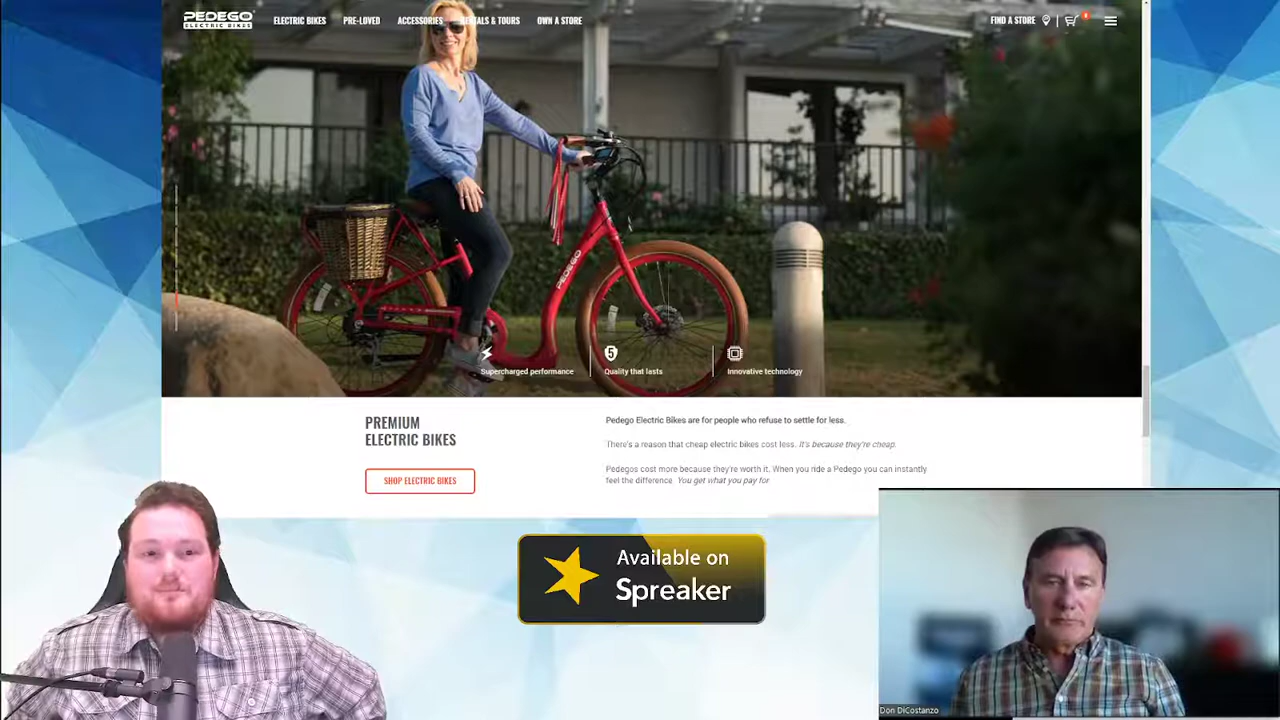 PEDEGO
ELECTRIC BIKES
ELECTRIC BIKES PRE-LOVED ACCESSORIES RENTALS & TOURS OWN A STORE FIND A STORE
PEDEGO
5
Supercharged performance Quality that lasts Innovative technology
PREMIUM
ELECTRIC BIKES
SHOP ELECTRIC BIKES
Pedego Electric Bikes are for people who refuse to settle for less.
There's a reason that cheap electric bikes cost less. It's because they're cheap.
Pedegos cost more because they're worth it. When you ride a Pedego you can instantly
feel the difference. You get what you pay for.
Available on
Spreaker
Don DiCostanzo